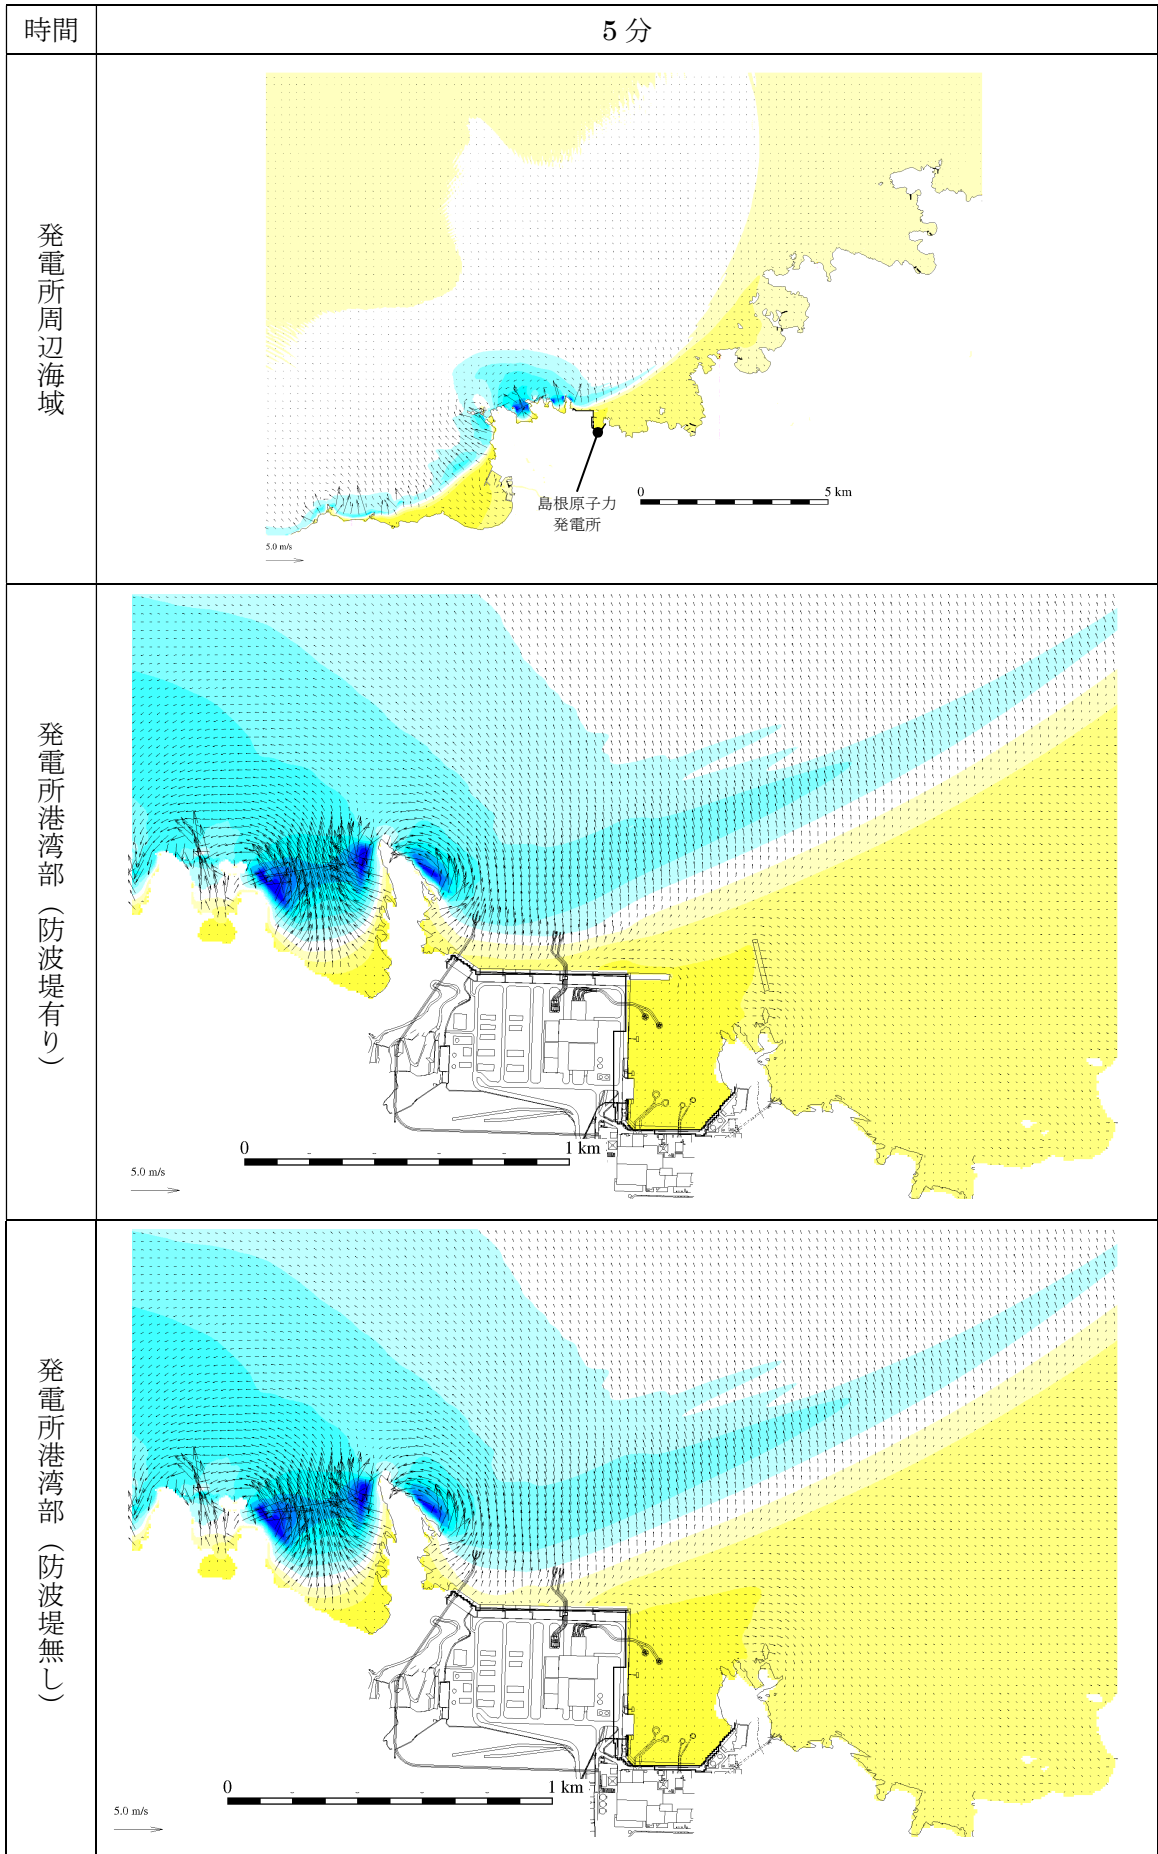 時間
5 分
発電所周辺海域
島根原子力
発電所
0 5 km
5.0 m/s
発電所港湾部（防波堤有り）
0 1 km
5.0 m/s
発電所港湾部（防波堤無し）
0 1 km
5.0 m/s